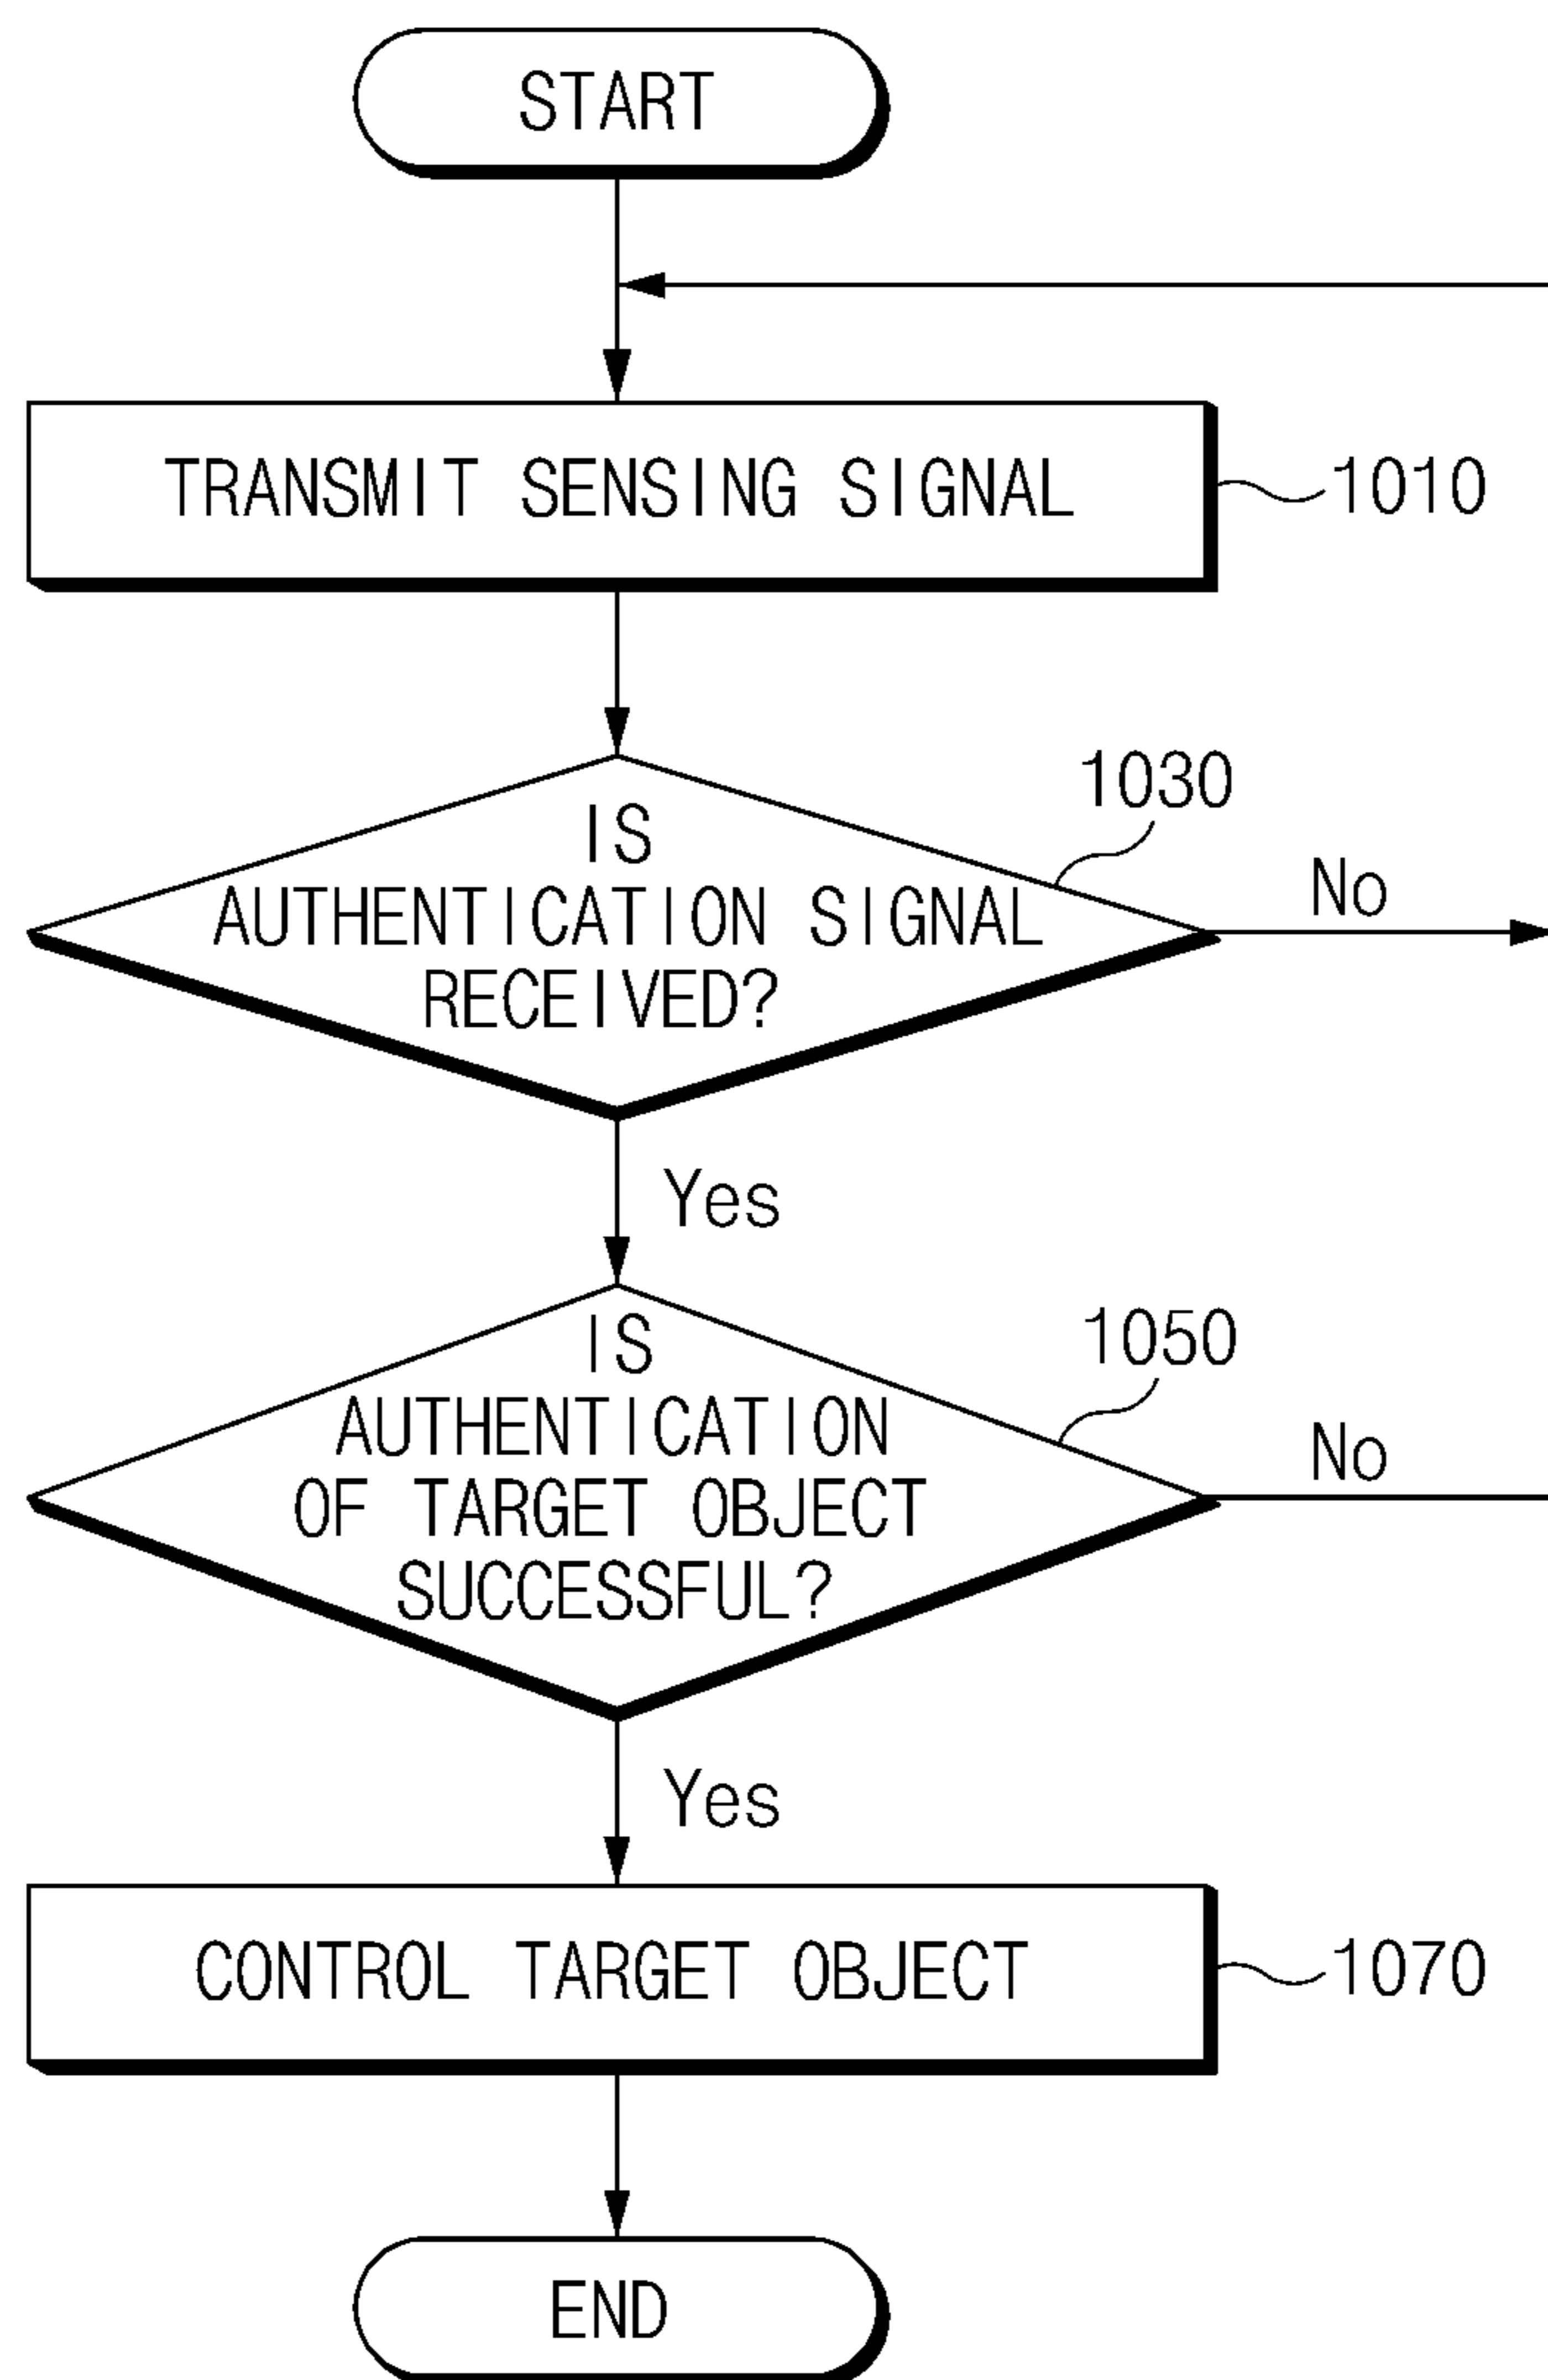 START
TRANSMIT SENSING SIGNAL
1010
1030
IS
AUTHENTICATION SIGNAL
RECEIVED?
No
Yes
1050
IS
AUTHENTICATION
OF TARGET OBJECT
SUCCESSFUL?
No
Yes
CONTROL TARGET OBJECT
1070
END